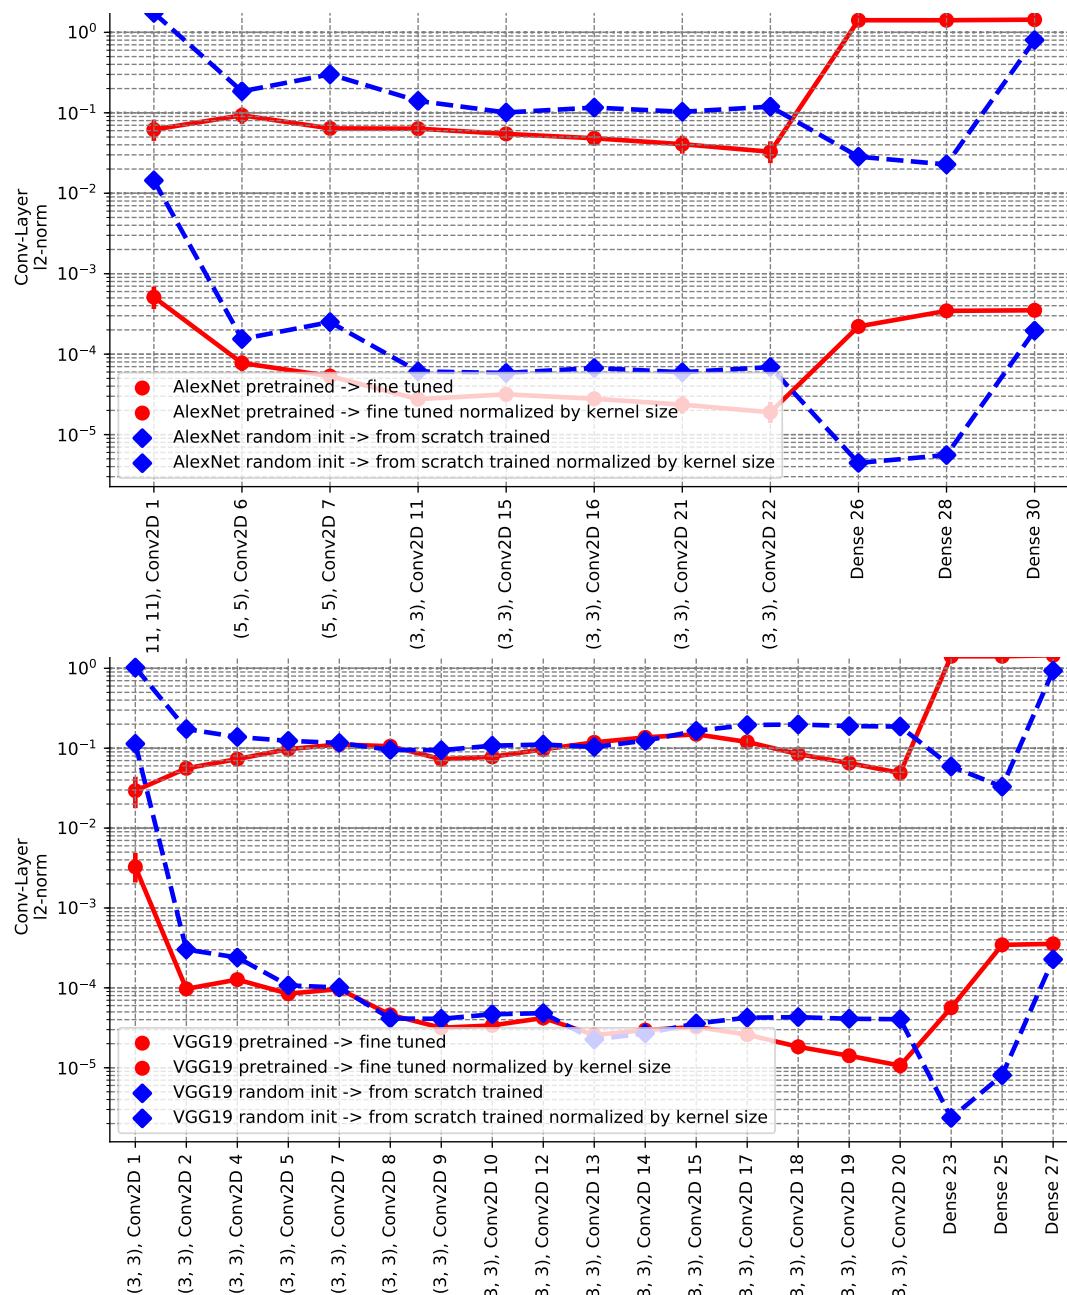 10^0
10^-1
10^-2
10^-3
10^-4
10^-5
Conv-Layer
l2-norm
AlexNet pretrained -> fine tuned
AlexNet pretrained -> fine tuned normalized by kernel size
AlexNet random init -> from scratch trained
AlexNet random init -> from scratch trained normalized by kernel size
11, 11), Conv2D 1
(5, 5), Conv2D 6
(5, 5), Conv2D 7
(3, 3), Conv2D 11
(3, 3), Conv2D 15
(3, 3), Conv2D 16
(3, 3), Conv2D 21
(3, 3), Conv2D 22
Dense 26
Dense 28
Dense 30
10^0
10^-1
10^-2
10^-3
10^-4
10^-5
Conv-Layer
l2-norm
VGG19 pretrained -> fine tuned
VGG19 pretrained -> fine tuned normalized by kernel size
VGG19 random init -> from scratch trained
VGG19 random init -> from scratch trained normalized by kernel size
(3, 3), Conv2D 1
(3, 3), Conv2D 2
(3, 3), Conv2D 4
(3, 3), Conv2D 5
(3, 3), Conv2D 7
(3, 3), Conv2D 8
(3, 3), Conv2D 9
3, 3), Conv2D 10
3, 3), Conv2D 12
3, 3), Conv2D 13
3, 3), Conv2D 14
3, 3), Conv2D 15
3, 3), Conv2D 17
3, 3), Conv2D 18
3, 3), Conv2D 19
3, 3), Conv2D 20
Dense 23
Dense 25
Dense 27